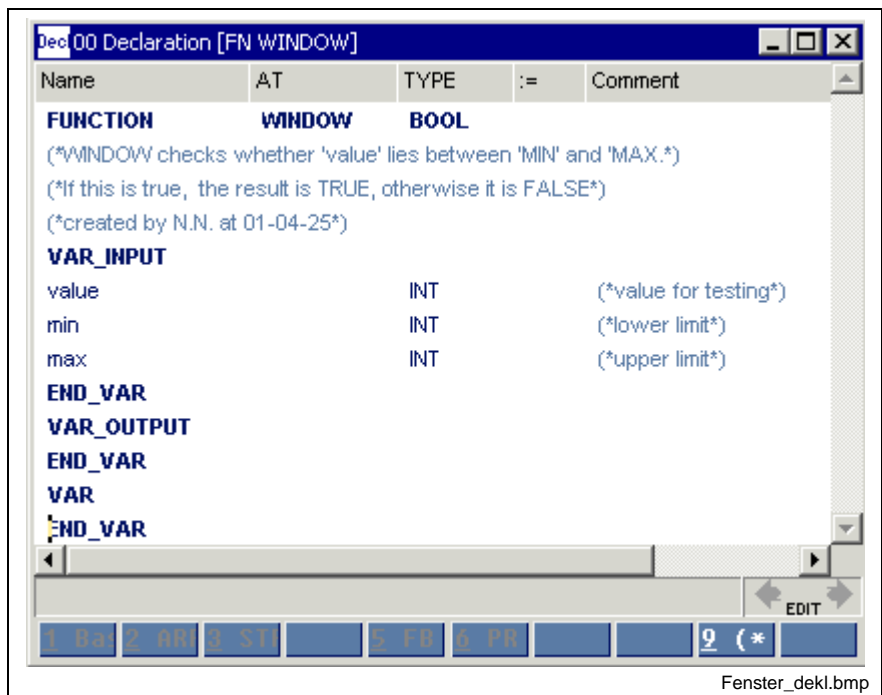 Decl 00 Declaration [FN WINDOW]
Name AT TYPE := Comment
FUNCTION WINDOW BOOL
(*WINDOW checks whether 'value' lies between 'MIN' and 'MAX.*)
(*If this is true, the result is TRUE, otherwise it is FALSE*)
(*created by N.N. at 01-04-25*)
VAR_INPUT
value INT (*value for testing*)
min INT (*lower limit*)
max INT (*upper limit*)
END_VAR
VAR_OUTPUT
END_VAR
VAR
END_VAR
EDIT
1 Bas 2 ARR 3 STR 5 FB 6 PR 9 (*
Fenster_dekl.bmp